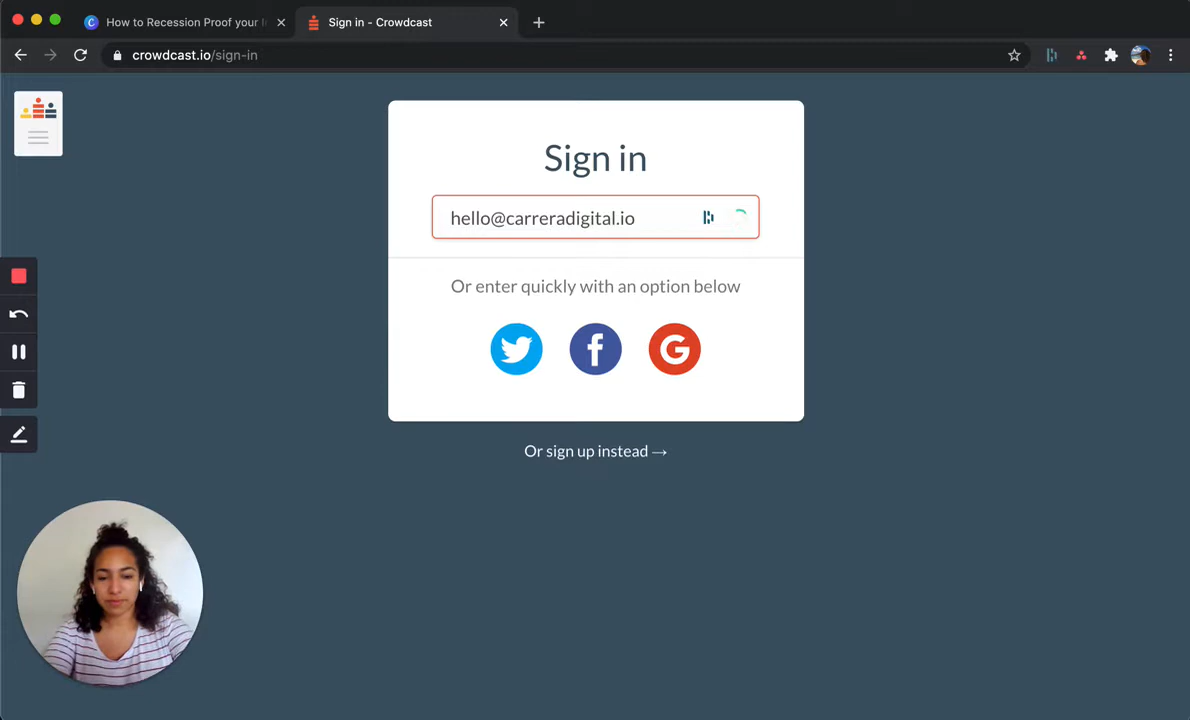 How to Recession Proof your I
Sign in - Crowdcast
crowdcast.io/sign-in
Sign in
hello@carreradigital.io
Or enter quickly with an option below
Or sign up instead →